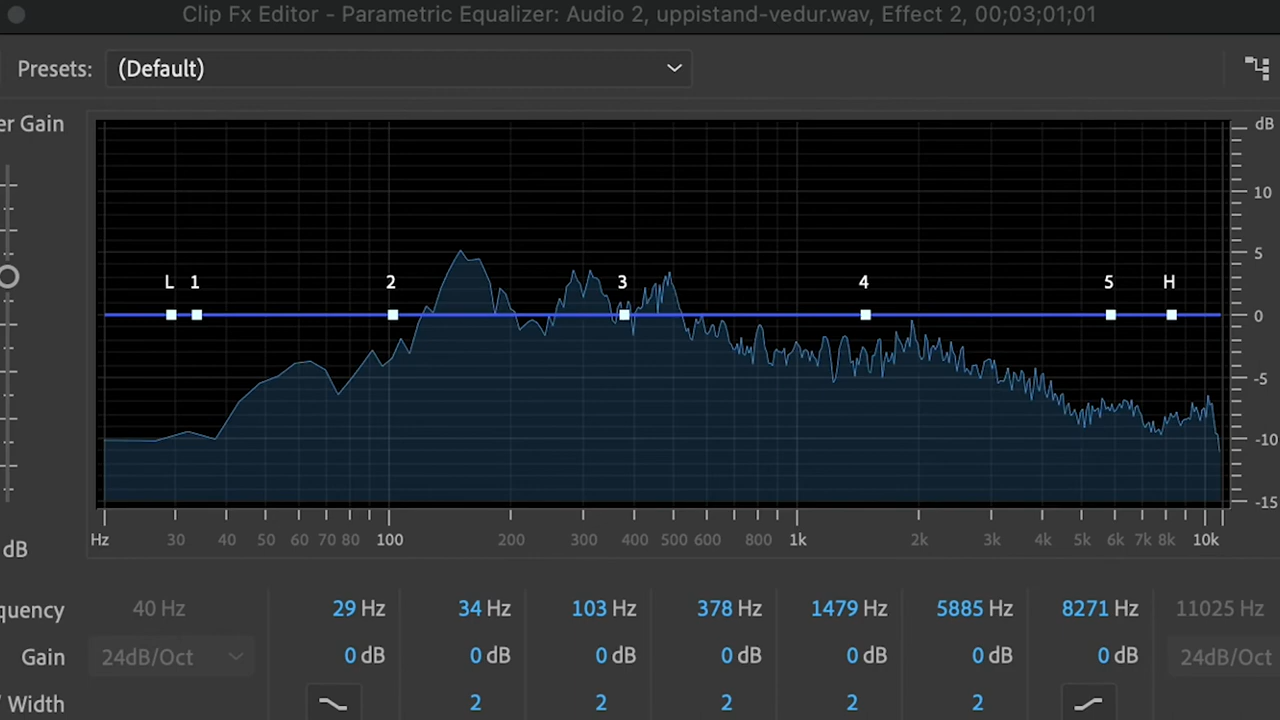 Clip Fx Editor - Parametric Equalizer: Audio 2, uppistand-vedur.wav, Effect 2, 00;03;01;01
Presets: (Default)
er Gain dB
10
5
L 1 2 3 4 5 H
0
-5
-10
-15
Hz 30 40 50 60 70 80 100 200 300 400 500 600 800 1k 2k 3k 4k 5k 6k 7k 8k 10k
dB
quency 40 Hz 29 Hz 34 Hz 103 Hz 378 Hz 1479 Hz 5885 Hz 8271 Hz 11025 Hz
Gain 24dB/Oct 0 dB 0 dB 0 dB 0 dB 0 dB 0 dB 0 dB 24dB/Oct
/ Width 2 2 2 2 2